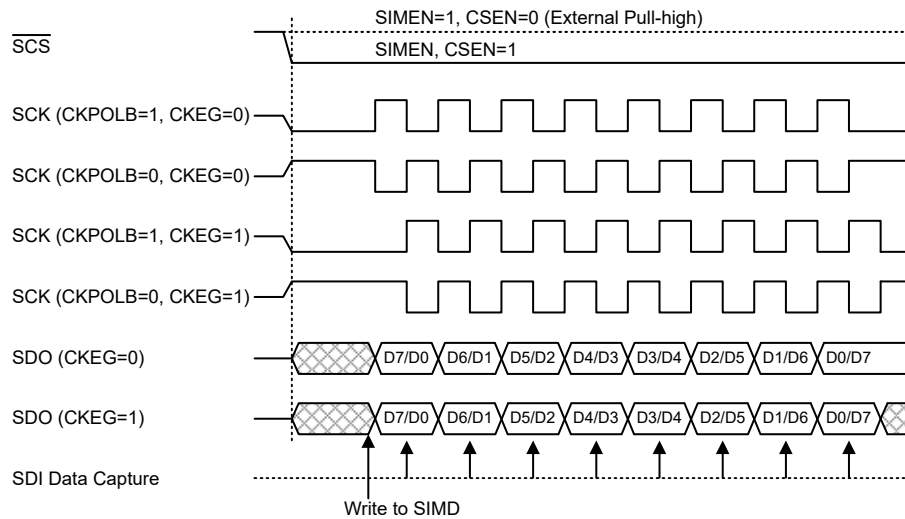 SIMEN=1, CSEN=0 (External Pull-high)
SCS
SIMEN, CSEN=1
SCK (CKPOLB=1, CKEG=0)
SCK (CKPOLB=0, CKEG=0)
SCK (CKPOLB=1, CKEG=1)
SCK (CKPOLB=0, CKEG=1)
SDO (CKEG=0) D7/D0 D6/D1 D5/D2 D4/D3 D3/D4 D2/D5 D1/D6 D0/D7
SDO (CKEG=1) D7/D0 D6/D1 D5/D2 D4/D3 D3/D4 D2/D5 D1/D6 D0/D7
SDI Data Capture
Write to SIMD